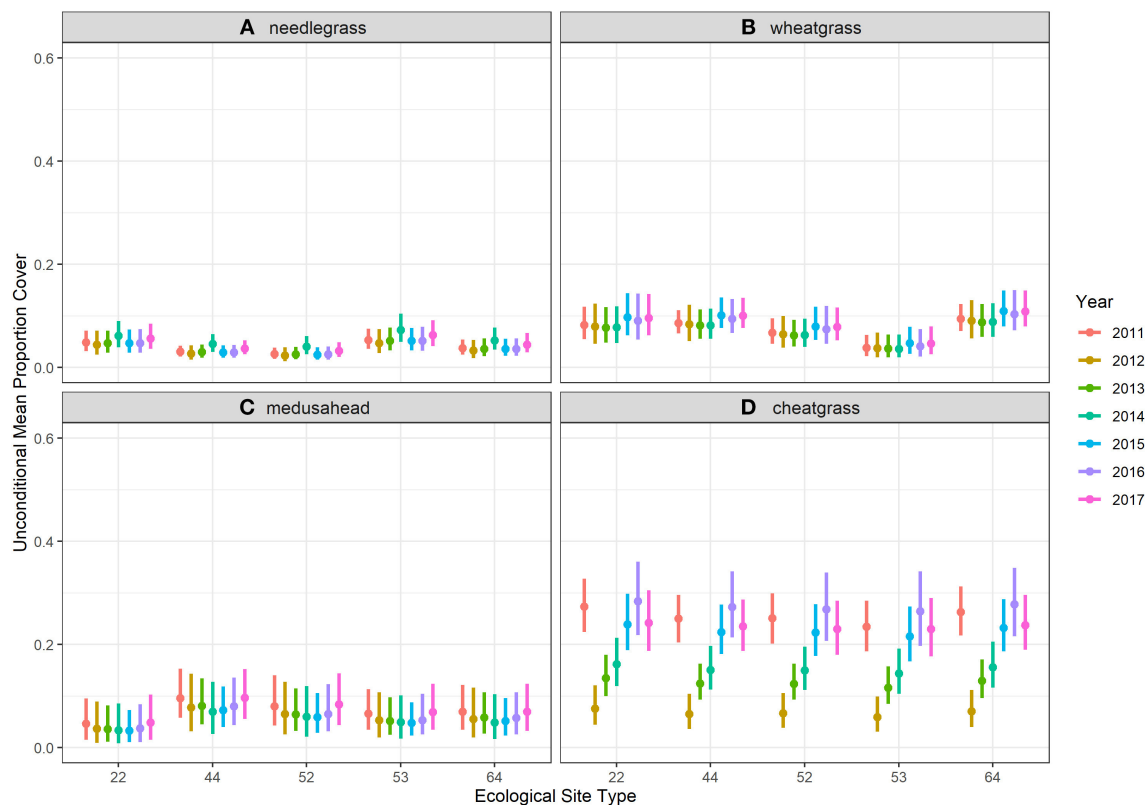 A needlegrass
B wheatgrass
0.6
0.4
0.2
0.0
C medusahead
D cheatgrass
0.6
0.4
0.2
0.0
22 44 52 53 64
22 44 52 53 64
Unconditional Mean Proportion Cover
Ecological Site Type
Year
2011
2012
2013
2014
2015
2016
2017